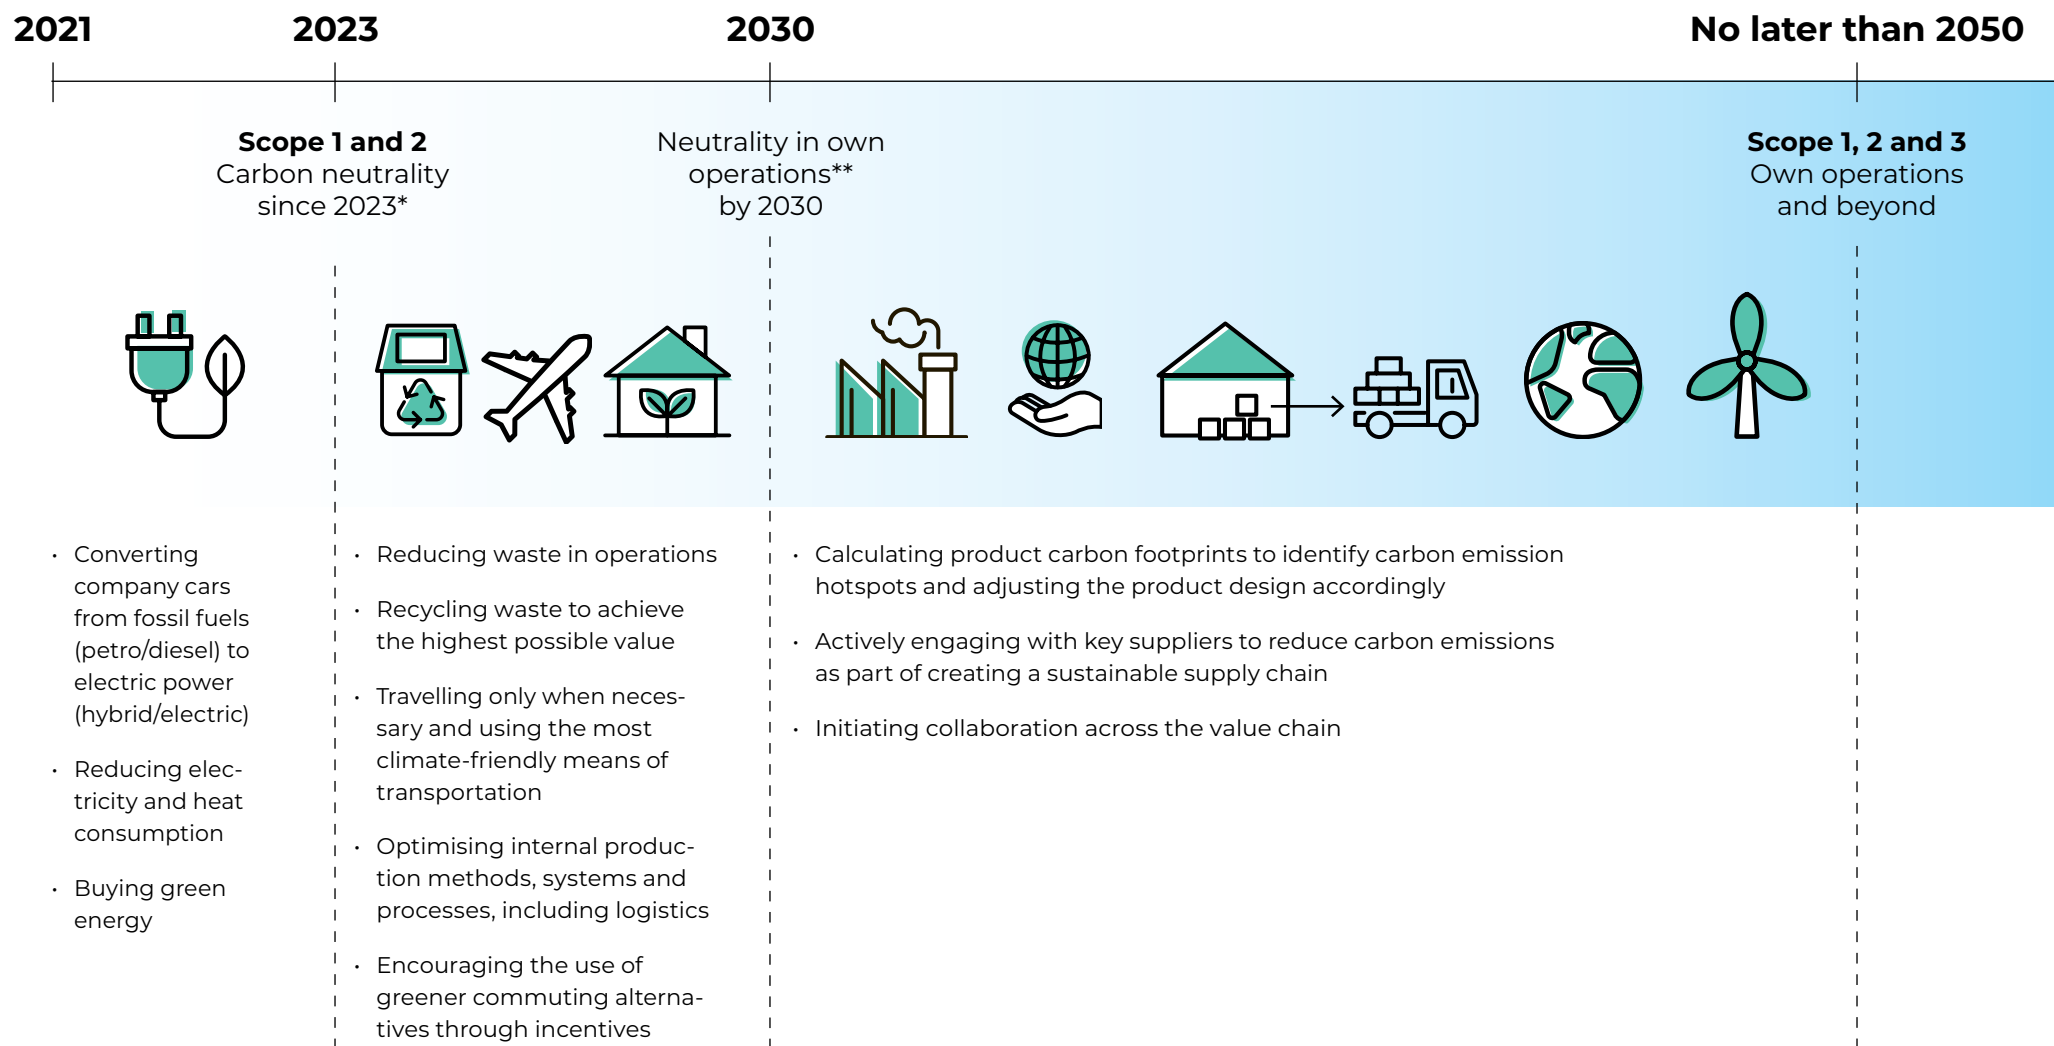 2021
2023
2030
No later than 2050
Scope 1 and 2
Carbon neutrality
since 2023*
Neutrality in own
operations**
by 2030
Scope 1, 2 and 3
Own operations
and beyond
• Converting
company cars
from fossil fuels
(petro/diesel) to
electric power
(hybrid/electric)
• Reducing elec-
tricity and heat
consumption
• Buying green
energy
• Reducing waste in operations
• Recycling waste to achieve
the highest possible value
• Travelling only when neces-
sary and using the most
climate-friendly means of
transportation
• Optimising internal produc-
tion methods, systems and
processes, including logistics
• Encouraging the use of
greener commuting alterna-
tives through incentives
• Calculating product carbon footprints to identify carbon emission
hotspots and adjusting the product design accordingly
• Actively engaging with key suppliers to reduce carbon emissions
as part of creating a sustainable supply chain
• Initiating collaboration across the value chain